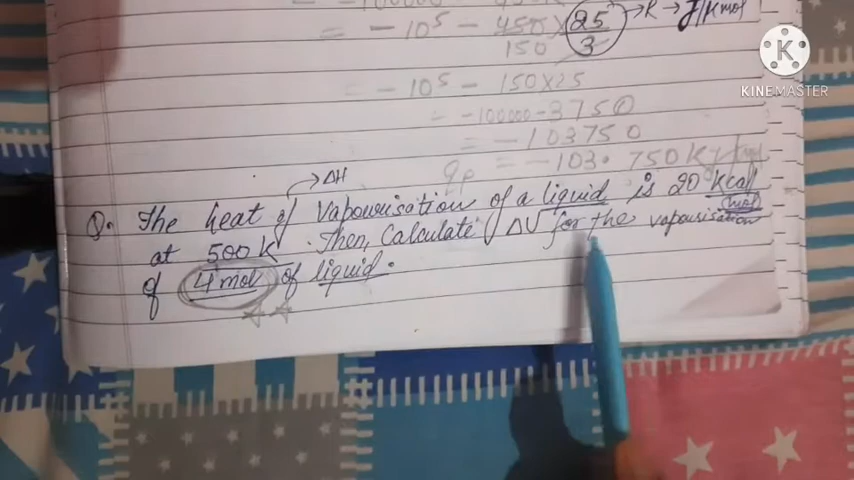 = - 10⁵ - 450 × 25/3 → R → J/K mol
150
= - 10⁵ - 150×25
= -100000-3750
= - 103750
qp = - 103.750 KJ
KINEMASTER
→ ΔH
Q. The heat of vapourisation of a liquid is 20 Kcal/mol
at 500 K. Then, Calculate ΔU for the vapourisation
of 4 mol of liquid.